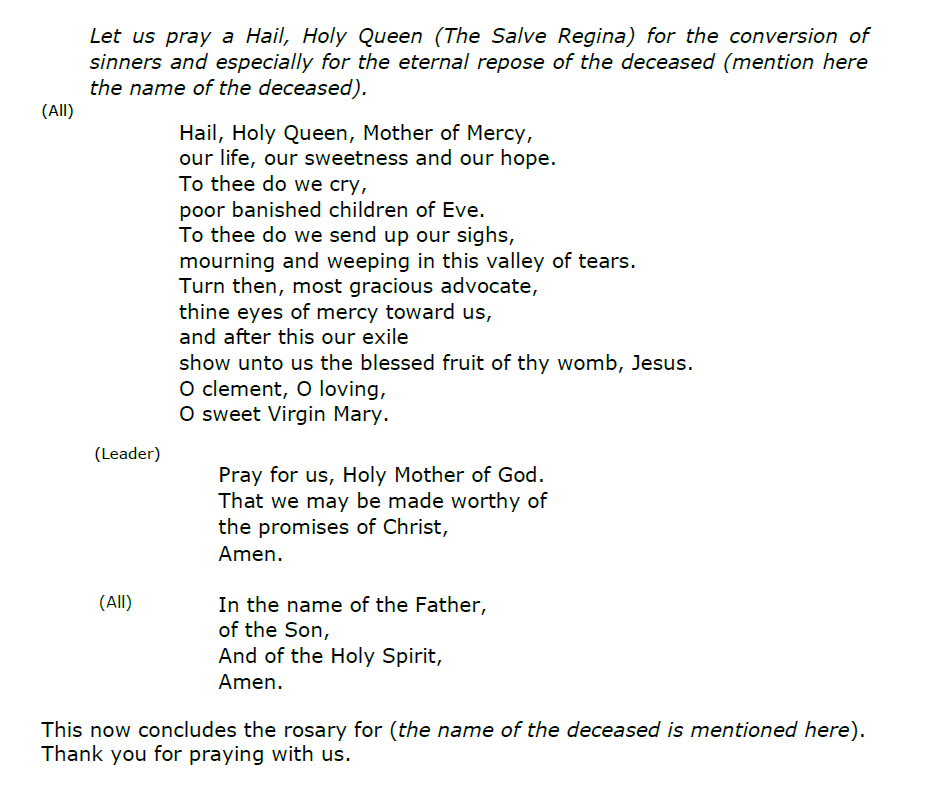 Let us pray a Hail, Holy Queen (The Salve Regina) for the conversion of
sinners and especially for the eternal repose of the deceased (mention here
the name of the deceased).
(All)
Hail, Holy Queen, Mother of Mercy,
our life, our sweetness and our hope.
To thee do we cry,
poor banished children of Eve.
To thee do we send up our sighs,
mourning and weeping in this valley of tears.
Turn then, most gracious advocate,
thine eyes of mercy toward us,
and after this our exile
show unto us the blessed fruit of thy womb, Jesus.
O clement, O loving,
O sweet Virgin Mary.
(Leader)
Pray for us, Holy Mother of God.
That we may be made worthy of
the promises of Christ,
Amen.
(All) In the name of the Father,
of the Son,
And of the Holy Spirit,
Amen.
This now concludes the rosary for (the name of the deceased is mentioned here).
Thank you for praying with us.